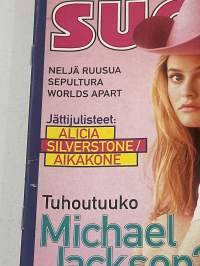 SUO
NELJÄ RUUSUA
SEPULTURA
WORLDS APART
Jättijulisteet:
ALICIA
SILVERSTONE/
AIKAKONE
Tuhoutuuko
Michael
Jackson?